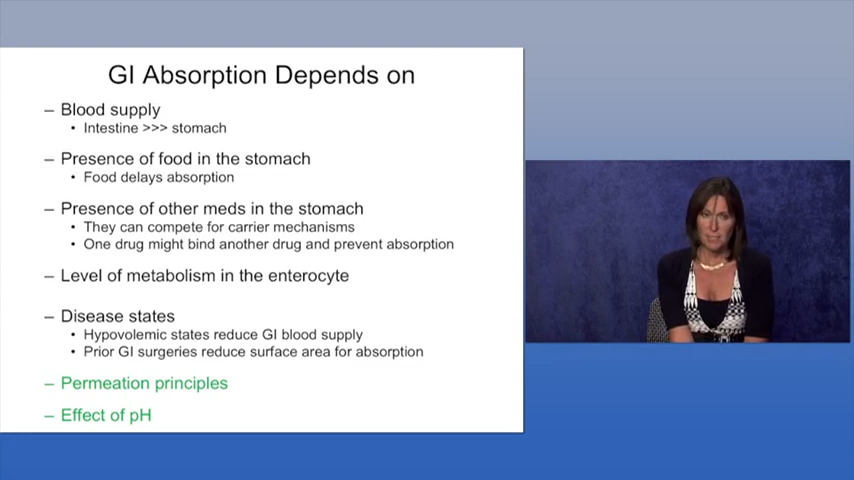 GI Absorption Depends on
– Blood supply
• Intestine >>> stomach
– Presence of food in the stomach
• Food delays absorption
– Presence of other meds in the stomach
• They can compete for carrier mechanisms
• One drug might bind another drug and prevent absorption
– Level of metabolism in the enterocyte
– Disease states
• Hypovolemic states reduce GI blood supply
• Prior GI surgeries reduce surface area for absorption
– Permeation principles
– Effect of pH